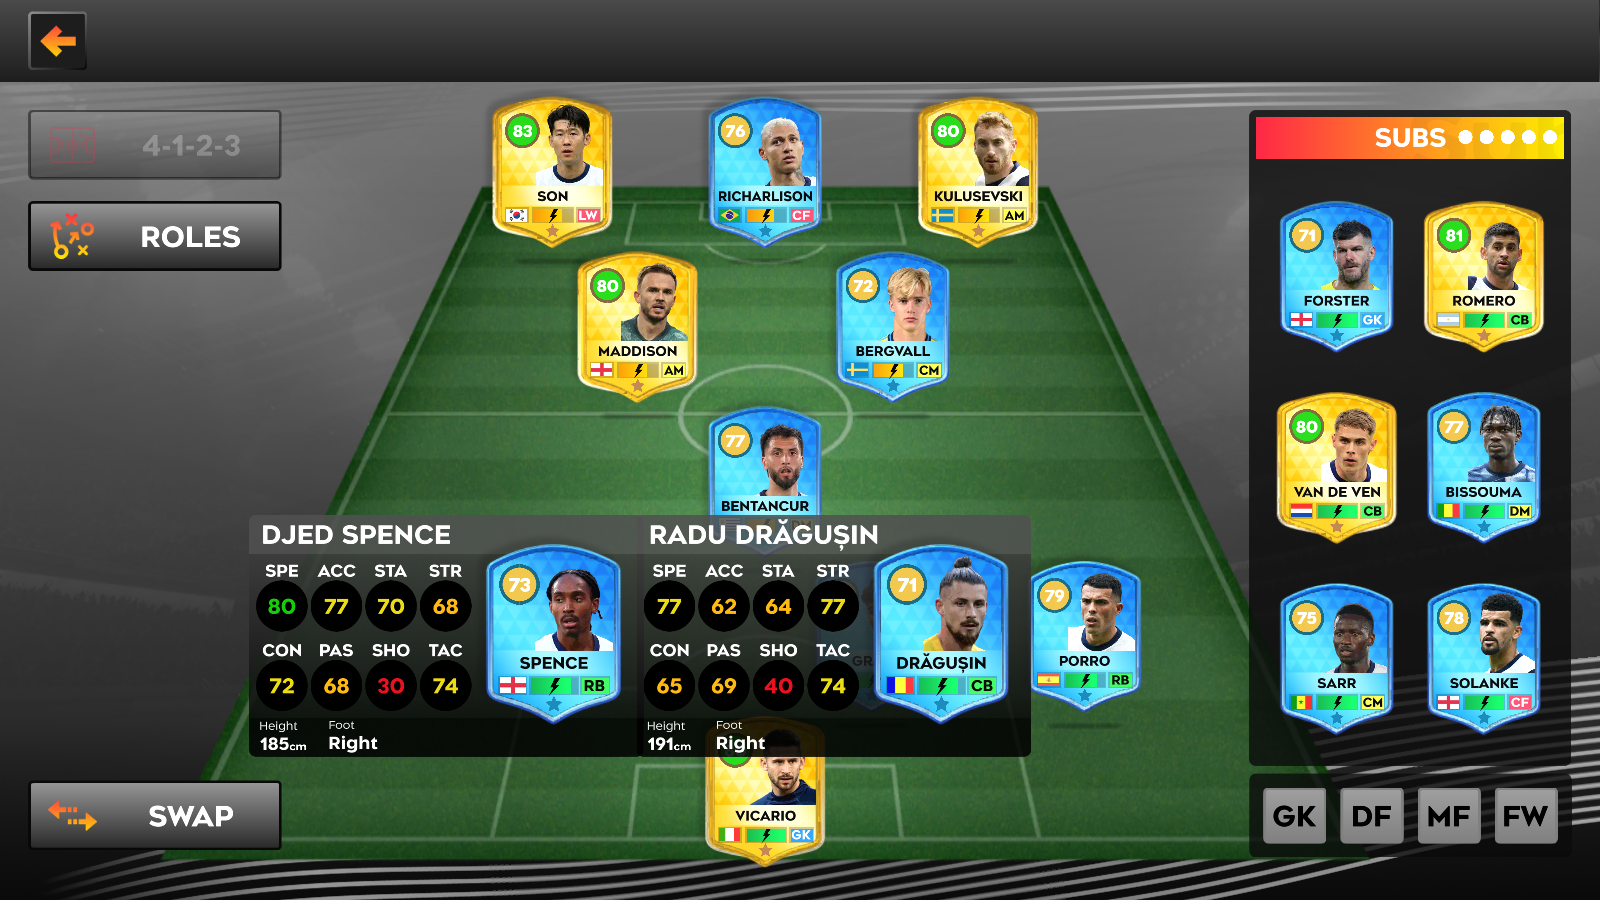 4-1-2-3
ROLES
83
SON
LW
76
RICHARLISON
CF
80
KULUSEVSKI
AM
80
MADDISON
AM
72
BERGVALL
CM
77
BENTANCUR
DJED SPENCE
SPE ACC STA STR
80 77 70 68
CON PAS SHO TAC
72 68 30 74
Height Foot
185cm Right
73
SPENCE
RB
RADU DRĂGUȘIN
SPE ACC STA STR
77 62 64 77
CON PAS SHO TAC
65 69 40 74
Height Foot
191cm Right
71
DRĂGUȘIN
CB
79
PORRO
RB
VICARIO
GK
SWAP
SUBS
71
FORSTER
GK
81
ROMERO
CB
80
VAN DE VEN
CB
77
BISSOUMA
DM
75
SARR
CM
78
SOLANKE
CF
GK DF MF FW